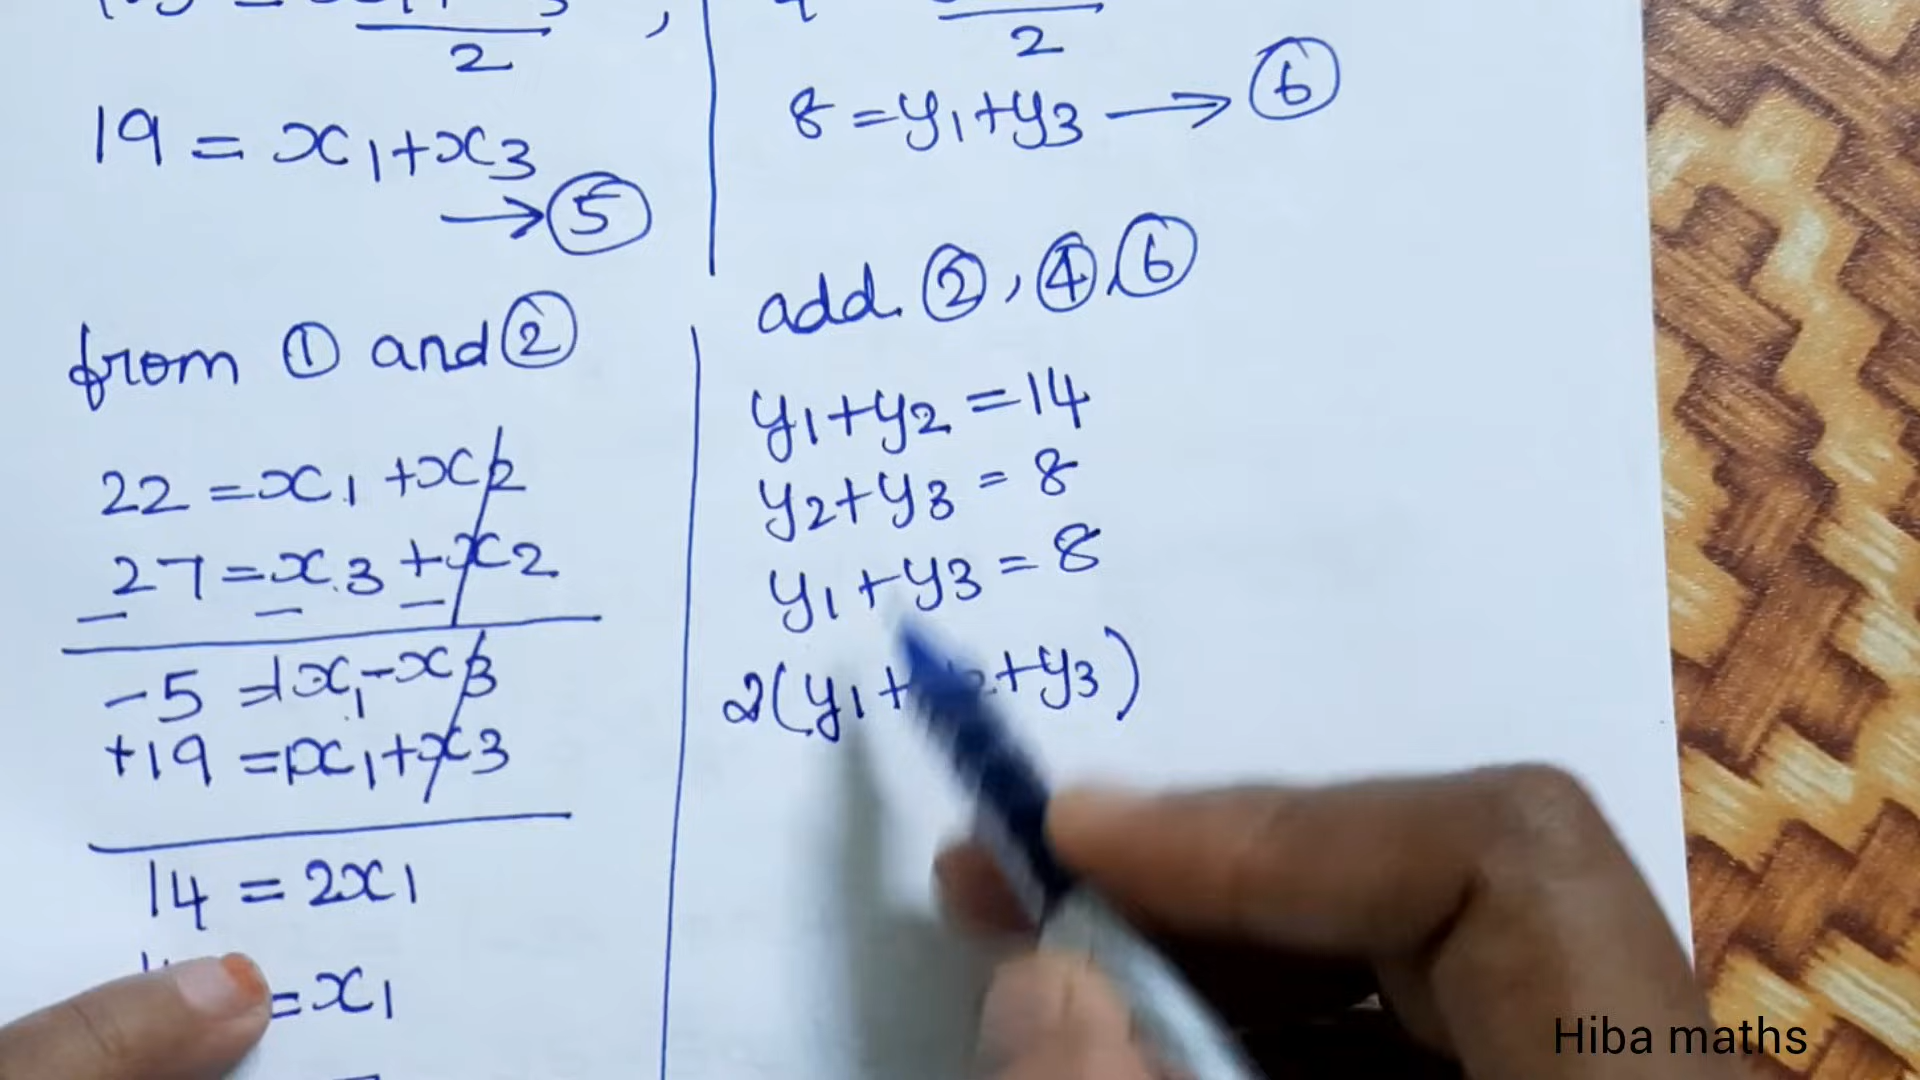 2
19 = x1+x3
→ 5
from 1 and 2
22 = x1 + x2
27 = x3 + x2
-5 = 1x1 - x3
+19 = 1x1 + x3
14 = 2x1
= x1
2
8 = y1+y3 → 6
add. 2, 4, 6
y1+y2 = 14
y2+y3 = 8
y1+y3 = 8
2(y1+ +y3)
Hiba maths